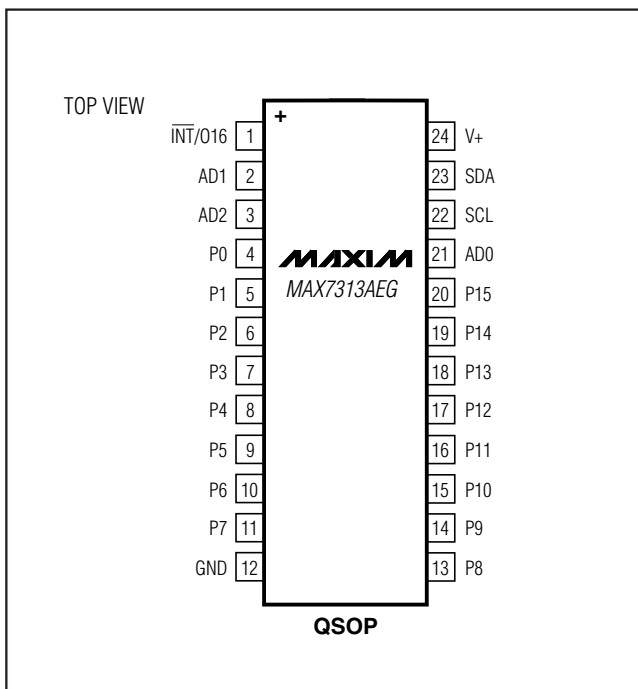 TOP VIEW
+
I̅N̅T̅/O16 1
24 V+
AD1 2
23 SDA
AD2 3
22 SCL
P0 4
MAXIM
21 AD0
P1 5
MAX7313AEG
20 P15
P2 6
19 P14
P3 7
18 P13
P4 8
17 P12
P5 9
16 P11
P6 10
15 P10
P7 11
14 P9
GND 12
13 P8
QSOP